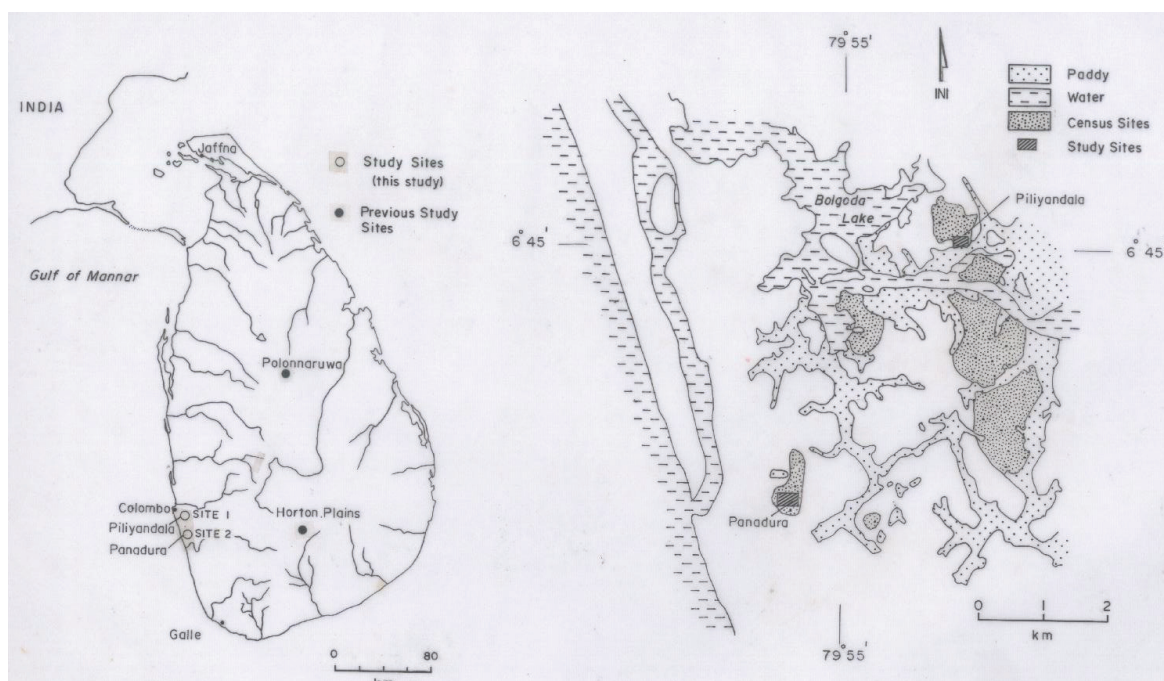 INDIA
Jaffna
Study Sites
(this study)
Previous Study
Sites
Gulf of Mannar
Polonnaruwa
Colombo
SITE 1
Piliyandala
SITE 2
Panadura
Horton Plains
Galle
0 80
79° 55'
INI
Paddy
Water
Census Sites
Study Sites
Piliyandala
Bolgoda
Lake
6° 45'
6° 45
Panadura
0 1 2
km
79° 55'